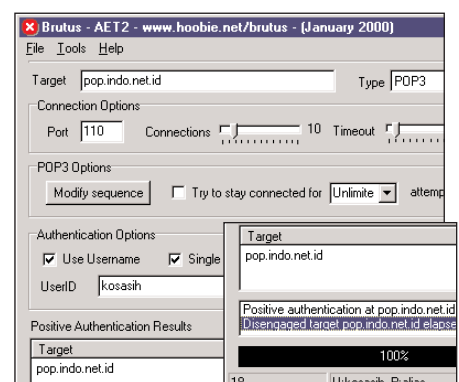 Brutus - AET2 - www.hoobie.net/brutus - (January 2000)
File Tools Help
Target pop.indo.net.id Type POP3
Connection Options
Port 110 Connections 10 Timeout
POP3 Options
Modify sequence Try to stay connected for Unlimite attemp
Authentication Options
Use Username Single
UserID kosasih
Positive Authentication Results
Target
pop.indo.net.id
Target
pop.indo.net.id
Positive authentication at pop.indo.net.id
Disengaged target pop.indo.net.id elapse
100%